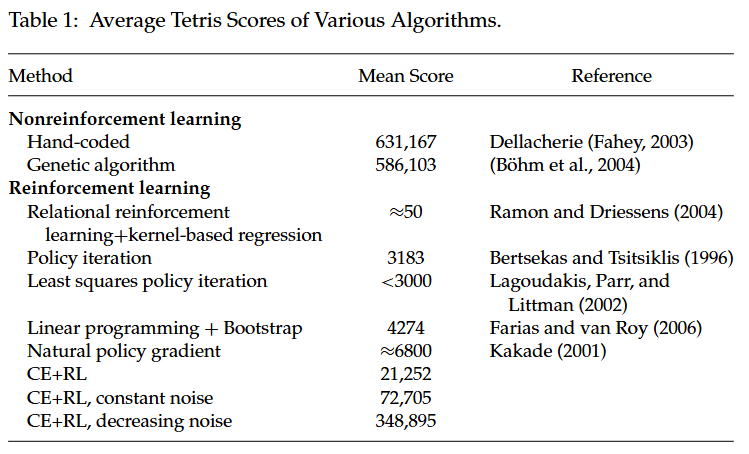 Table 1: Average Tetris Scores of Various Algorithms.
Method Mean Score Reference
Nonreinforcement learning
Hand-coded 631,167 Dellacherie (Fahey, 2003)
Genetic algorithm 586,103 (Böhm et al., 2004)
Reinforcement learning
Relational reinforcement ≈50 Ramon and Driessens (2004)
learning+kernel-based regression
Policy iteration 3183 Bertsekas and Tsitsiklis (1996)
Least squares policy iteration <3000 Lagoudakis, Parr, and
Littman (2002)
Linear programming + Bootstrap 4274 Farias and van Roy (2006)
Natural policy gradient ≈6800 Kakade (2001)
CE+RL 21,252
CE+RL, constant noise 72,705
CE+RL, decreasing noise 348,895